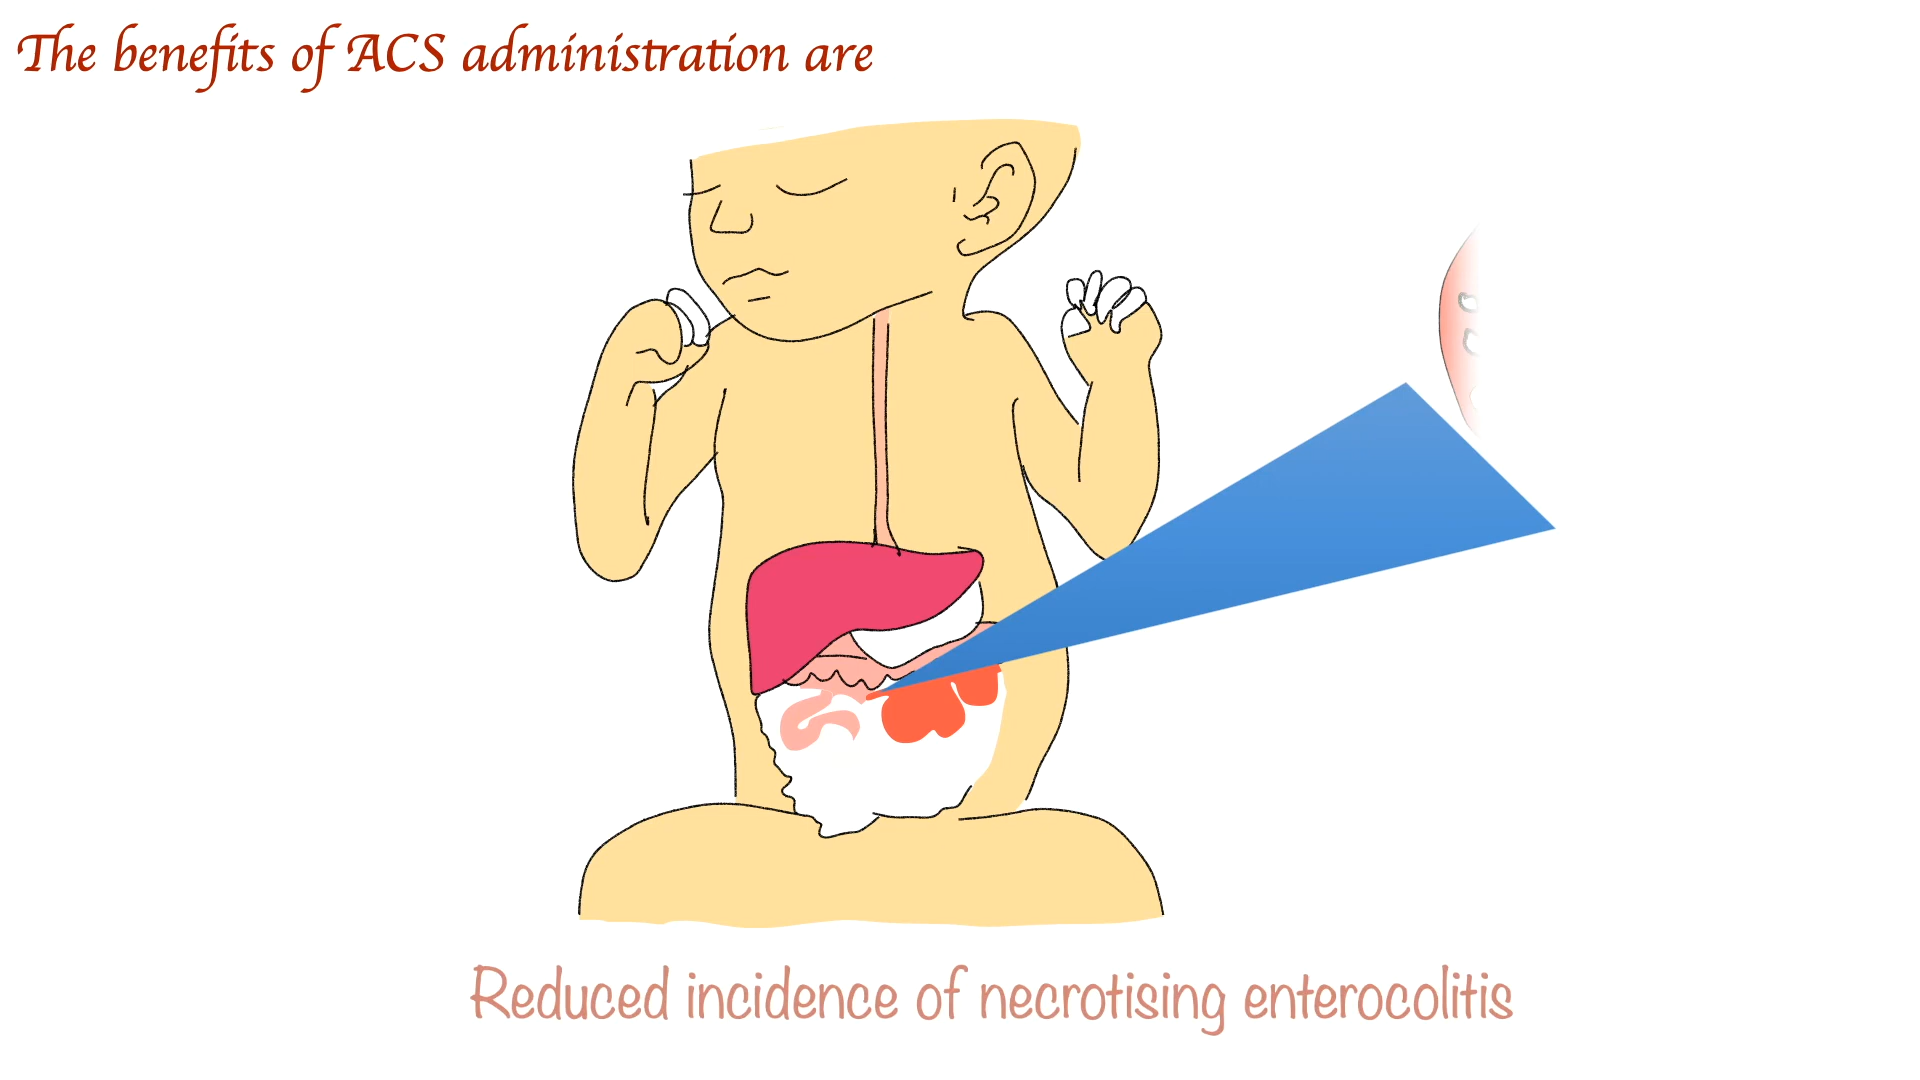 The benefits of ACS administration are
Reduced incidence of necrotising enterocolitis